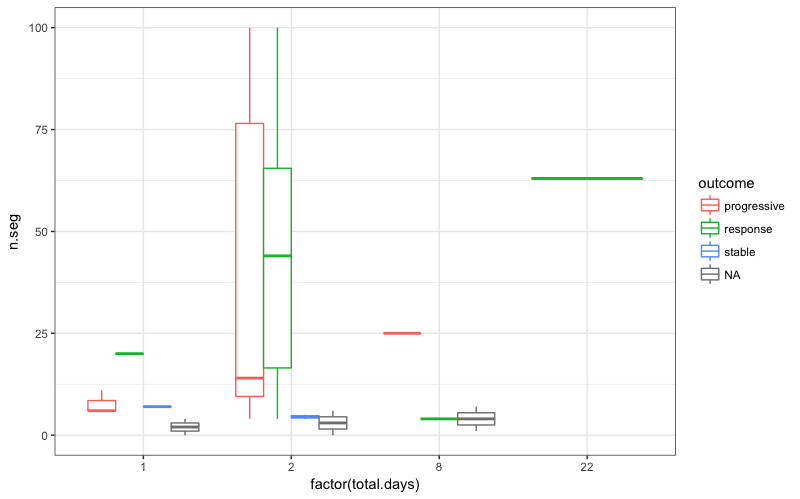 100
75
50
25
0
n.seg
1 2 8 22
factor(total.days)
outcome
progressive
response
stable
NA